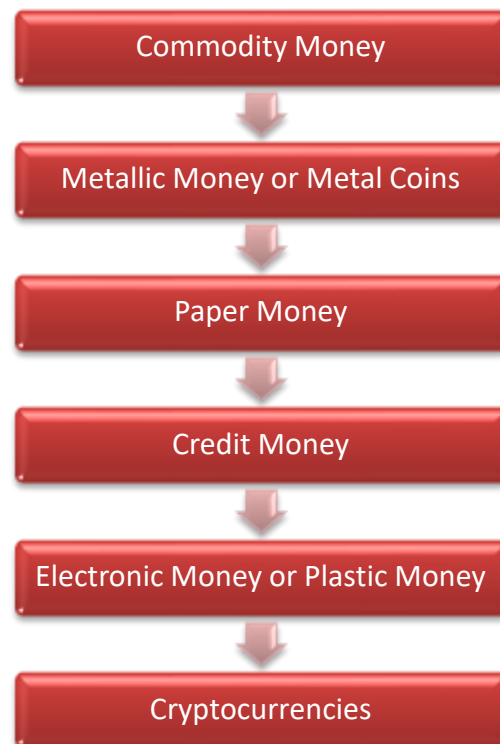 Commodity Money
Metallic Money or Metal Coins
Paper Money
Credit Money
Electronic Money or Plastic Money
Cryptocurrencies